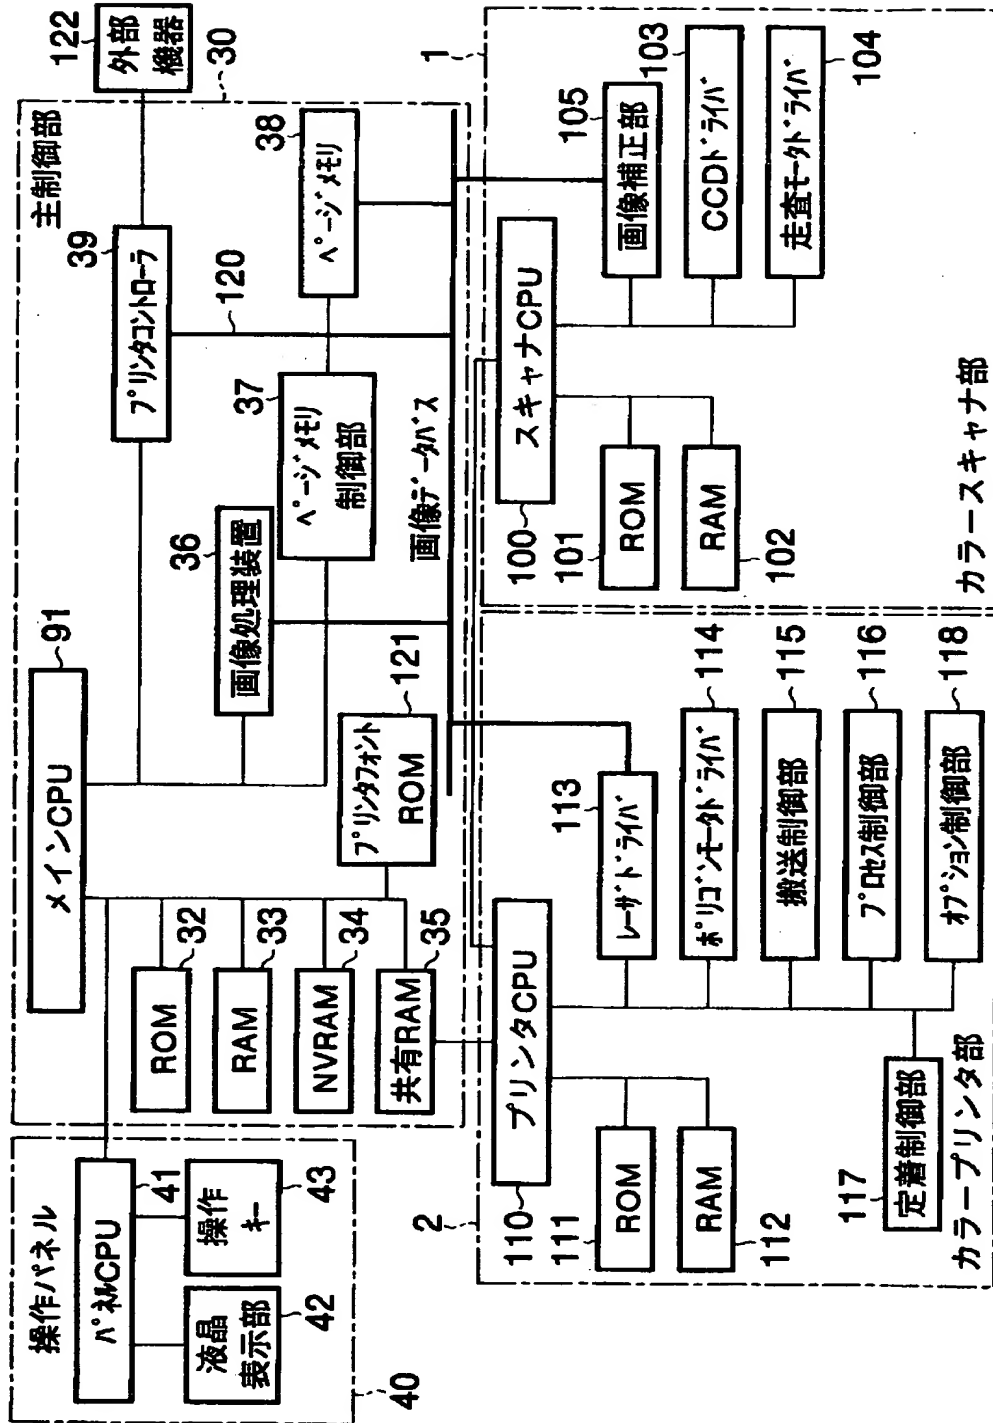 操作パネル
パネルCPU
41
液晶
表示部
42
操作
キー
43
40
主制御部
30
メインCPU
91
ROM
32
RAM
33
NVRAM
34
共有RAM
35
プリンタフォント
ROM
121
画像処理装置
36
ページメモリ
制御部
37
ページメモリ
38
プリンタコントローラ
39
120
画像データバス
外部
機器
122
2
プリンタCPU
110
ROM
111
RAM
112
レーザドライバ
113
ポリゴンモータドライバ
114
搬送制御部
115
プロセス制御部
116
定着制御部
117
オプション制御部
118
カラープリンタ部
1
スキャナCPU
100
ROM
101
RAM
102
画像補正部
105
CCDドライバ
103
走査モータドライバ
104
カラースキャナ部